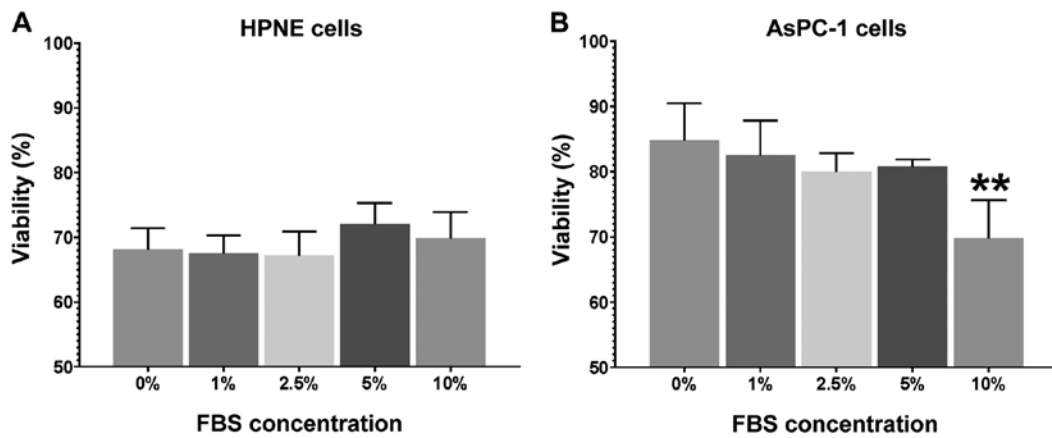 A
HPNE cells
Viability (%)
100
90
80
70
60
50
0% 1% 2.5% 5% 10%
FBS concentration
B
AsPC-1 cells
Viability (%)
100
90
80
70
60
50
**
0% 1% 2.5% 5% 10%
FBS concentration